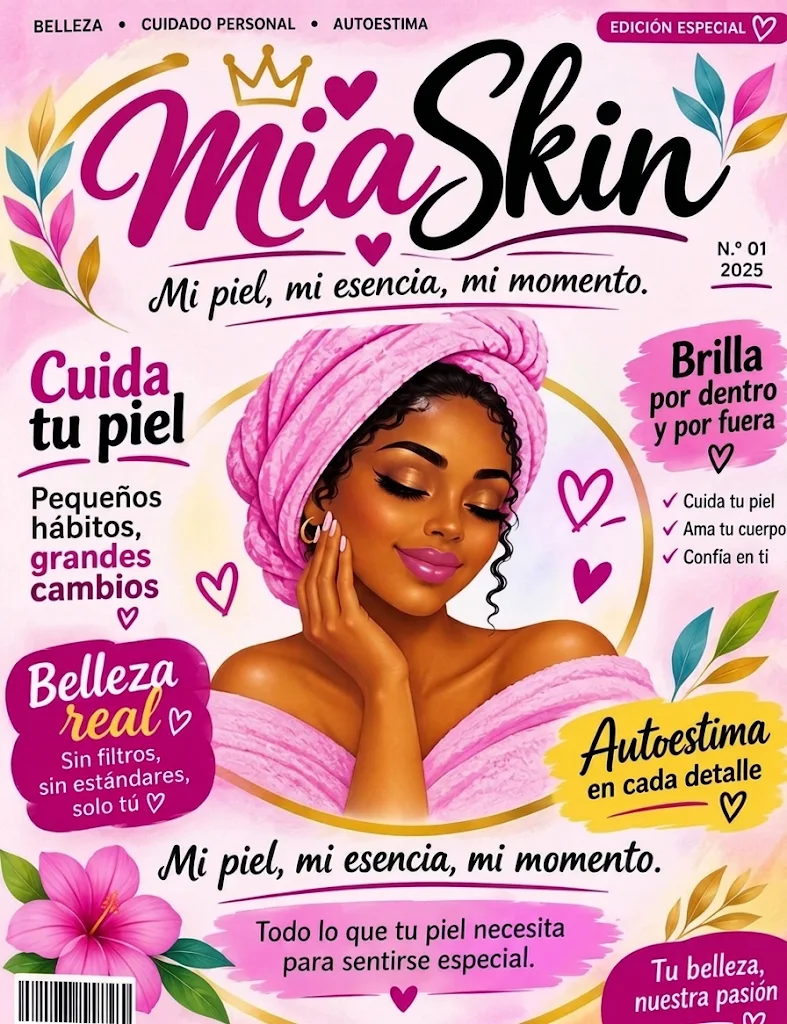 BELLEZA • CUIDADO PERSONAL • AUTOESTIMA
EDICIÓN ESPECIAL
MiaSkin
N.º 01
2025
Mi piel, mi esencia, mi momento.
Cuida
tu piel
Pequeños
hábitos,
grandes
cambios
Brilla
por dentro
y por fuera
✓ Cuida tu piel
✓ Ama tu cuerpo
✓ Confía en ti
Belleza
real
Sin filtros,
sin estándares,
solo tú
Autoestima
en cada detalle
Mi piel, mi esencia, mi momento.
Todo lo que tu piel necesita
para sentirse especial.
Tu belleza,
nuestra pasión